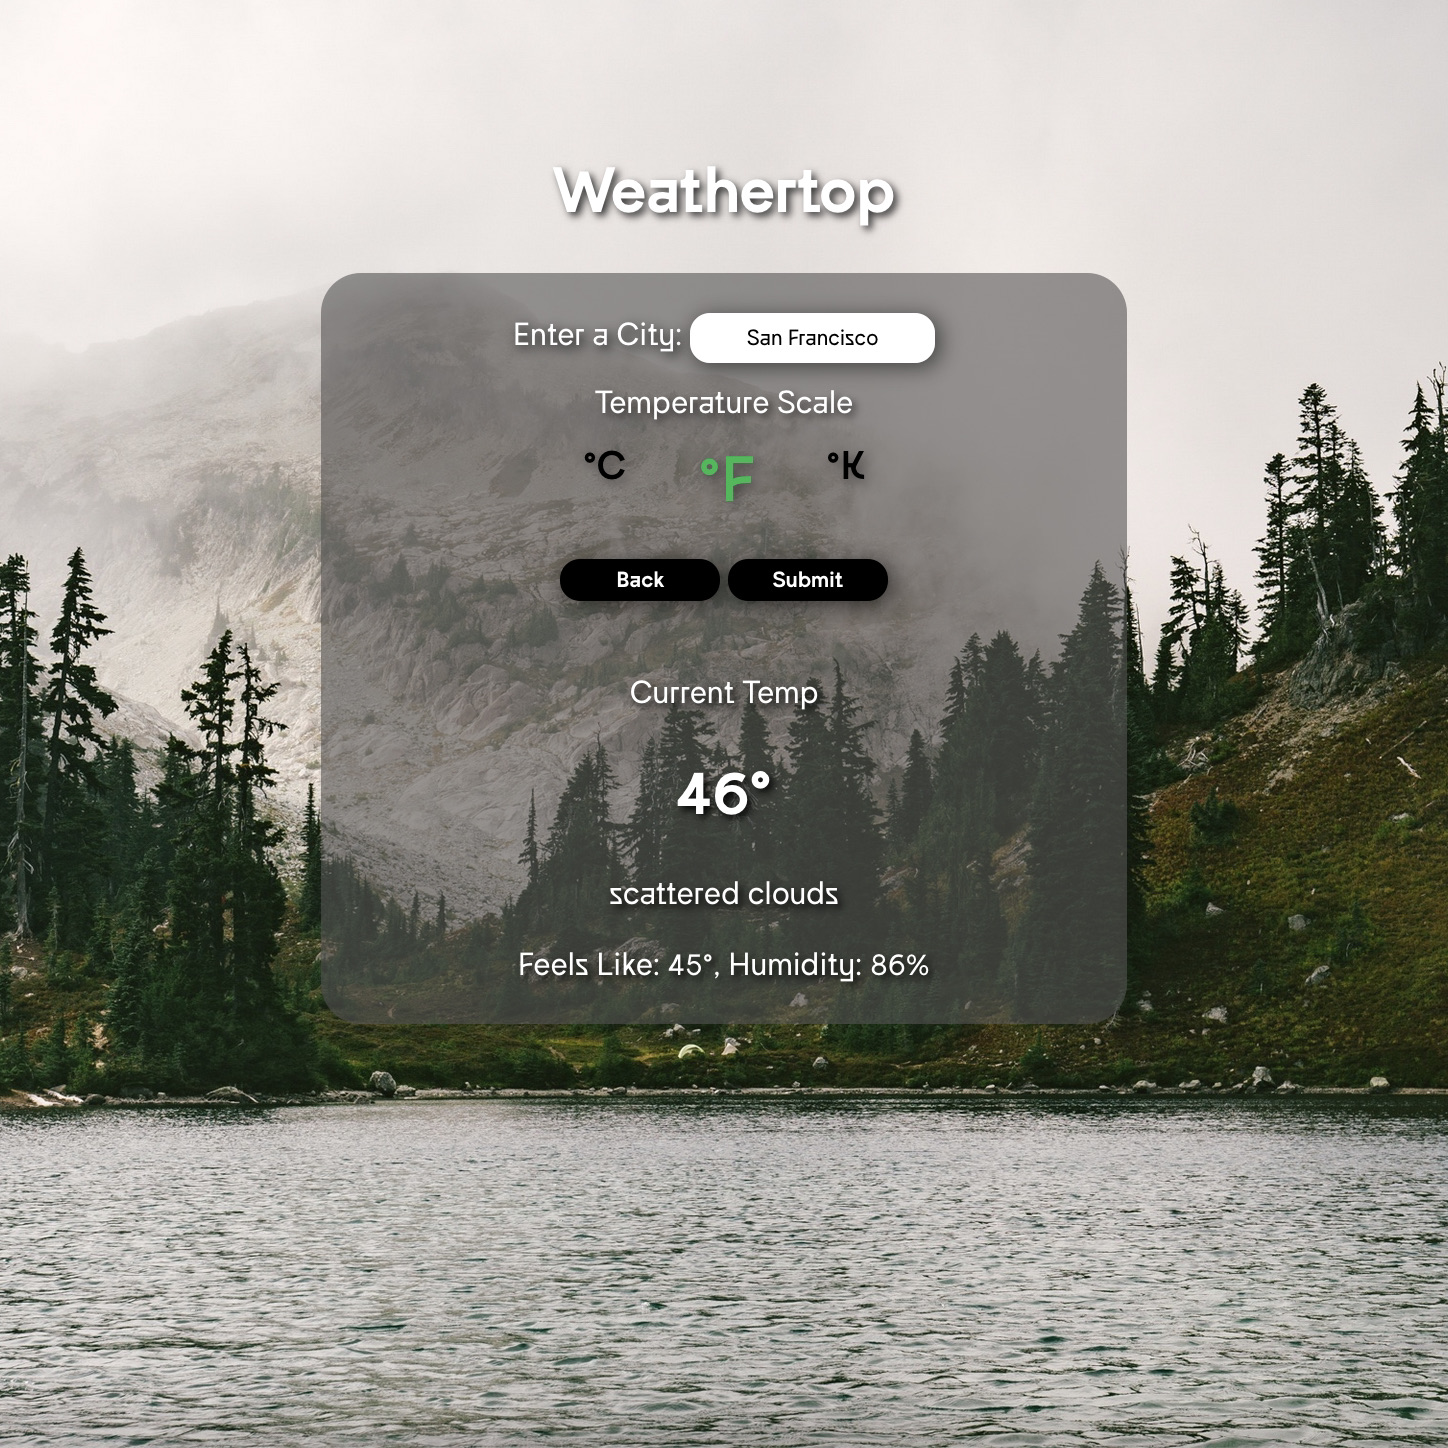 Weathertop
Enter a City: San Francisco
Temperature Scale
°C °F °K
Back Submit
Current Temp
46°
scattered clouds
Feels Like: 45°, Humidity: 86%